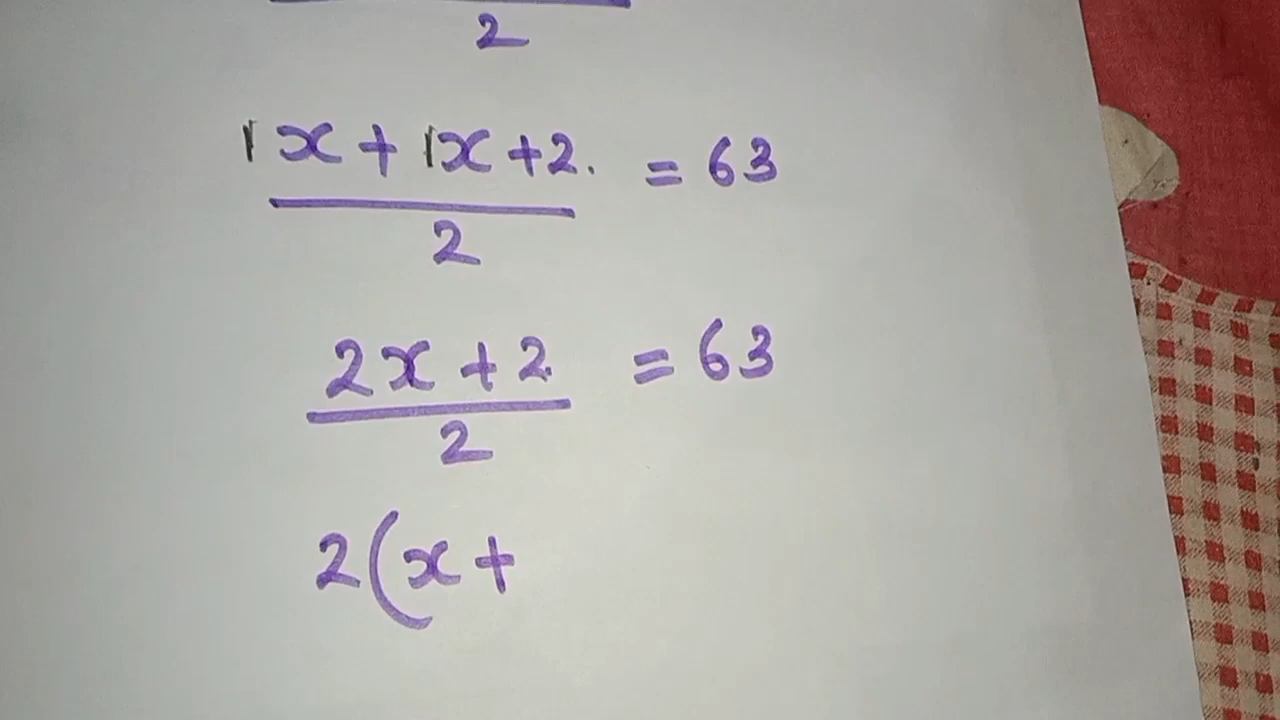 2
1x + 1x + 2. = 63
2
2x + 2. = 63
2
2(x +